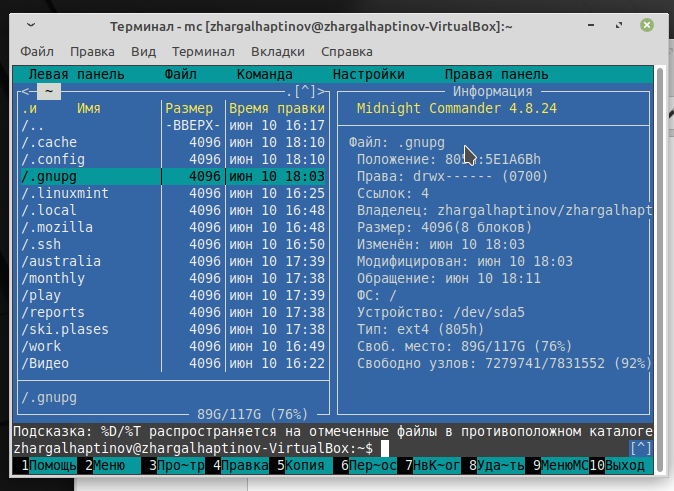 Терминал - mc [zhargalhaptinov@zhargalhaptinov-VirtualBox]:~
Файл Правка Вид Терминал Вкладки Справка
Левая панель Файл Команда Настройки Правая панель
<─ ~ .[^]>
.и Имя Размер Время правки
/.. -ВВЕРХ- июн 10 16:17
/.cache 4096 июн 10 18:10
/.config 4096 июн 10 18:10
/.gnupg 4096 июн 10 18:03
/.linuxmint 4096 июн 10 16:25
/.local 4096 июн 10 16:48
/.mozilla 4096 июн 10 16:48
/.ssh 4096 июн 10 16:50
/australia 4096 июн 10 17:39
/monthly 4096 июн 10 17:38
/play 4096 июн 10 17:39
/reports 4096 июн 10 17:38
/ski.plases 4096 июн 10 17:38
/work 4096 июн 10 16:49
/Видео 4096 июн 10 16:22
/.gnupg
89G/117G (76%)
Информация
Midnight Commander 4.8.24
Файл: .gnupg
Положение: 5E1A6Bh
Права: drwx------ (0700)
Ссылок: 4
Владелец: zhargalhaptinov/zhargalhapt
Размер: 4096(8 блоков)
Изменён: июн 10 18:03
Модифицирован: июн 10 18:03
Обращение: июн 10 18:11
ФС: /
Устройство: /dev/sda5
Тип: ext4 (805h)
Своб. место: 89G/117G (76%)
Свободно узлов: 7279741/7831552 (92%)
Подсказка: %D/%T распространяется на отмеченные файлы в противоположном каталоге
zhargalhaptinov@zhargalhaptinov-VirtualBox:~$ [^]
1Помощь 2Меню 3Про~тр 4Правка 5Копия 6Пер~ос 7НвК~ог 8Уда~ть 9МенюМС 10Выход